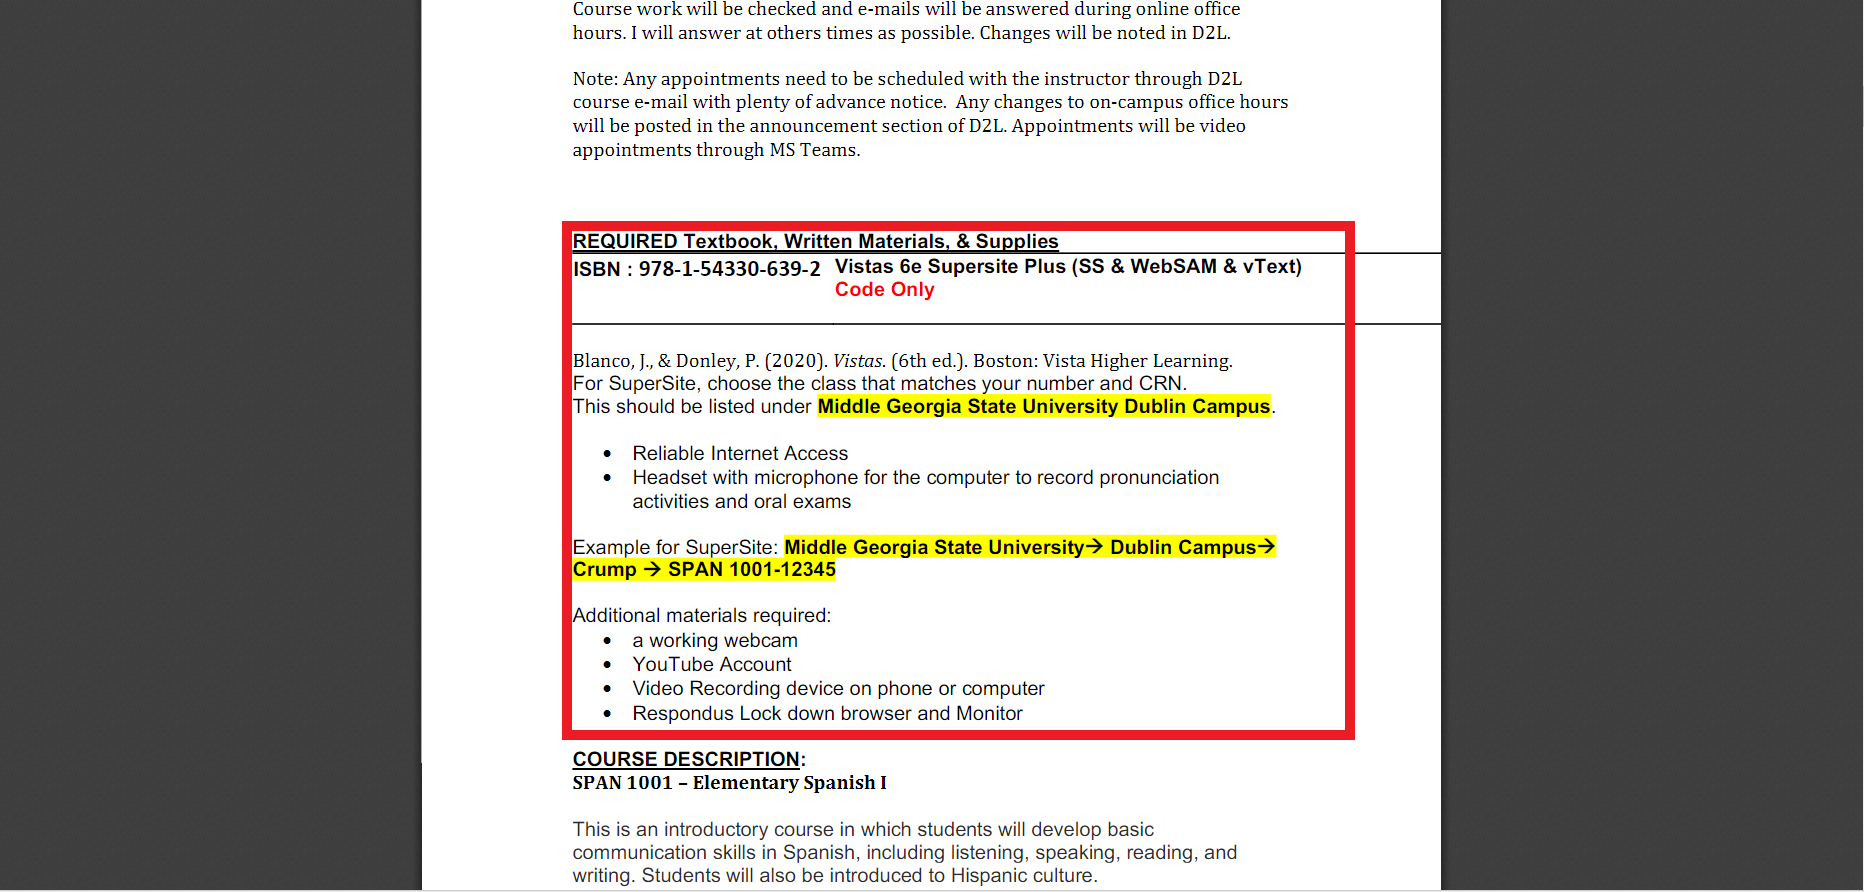 Course work will be checked and e-mails will be answered during online office
hours. I will answer at others times as possible. Changes will be noted in D2L.
Note: Any appointments need to be scheduled with the instructor through D2L
course e-mail with plenty of advance notice.  Any changes to on-campus office hours
will be posted in the announcement section of D2L. Appointments will be video
appointments through MS Teams.
REQUIRED Textbook, Written Materials, & Supplies
ISBN : 978-1-54330-639-2 Vistas 6e Supersite Plus (SS & WebSAM & vText)
Code Only
Blanco, J., & Donley, P. (2020). Vistas. (6th ed.). Boston: Vista Higher Learning.
For SuperSite, choose the class that matches your number and CRN.
This should be listed under Middle Georgia State University Dublin Campus.
• Reliable Internet Access
• Headset with microphone for the computer to record pronunciation
activities and oral exams
Example for SuperSite: Middle Georgia State University→ Dublin Campus→
Crump → SPAN 1001-12345
Additional materials required:
• a working webcam
• YouTube Account
• Video Recording device on phone or computer
• Respondus Lock down browser and Monitor
COURSE DESCRIPTION:
SPAN 1001 – Elementary Spanish I
This is an introductory course in which students will develop basic
communication skills in Spanish, including listening, speaking, reading, and
writing. Students will also be introduced to Hispanic culture.